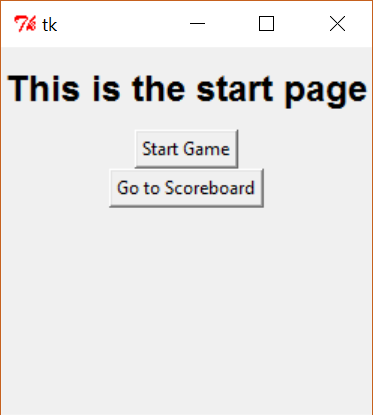 tk
This is the start page
Start Game
Go to Scoreboard